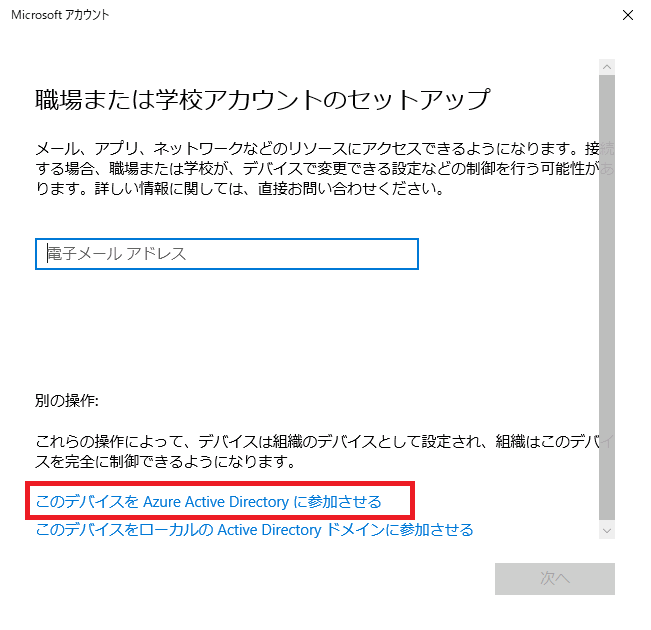 Microsoft アカウント
職場または学校アカウントのセットアップ
メール、アプリ、ネットワークなどのリソースにアクセスできるようになります。接続
する場合、職場または学校が、デバイスで変更できる設定などの制御を行う可能性があ
ります。詳しい情報に関しては、直接お問い合わせください。
電子メール アドレス
別の操作:
これらの操作によって、デバイスは組織のデバイスとして設定され、組織はこのデバイ
スを完全に制御できるようになります。
このデバイスを Azure Active Directory に参加させる
このデバイスをローカルの Active Directory ドメインに参加させる
次へ